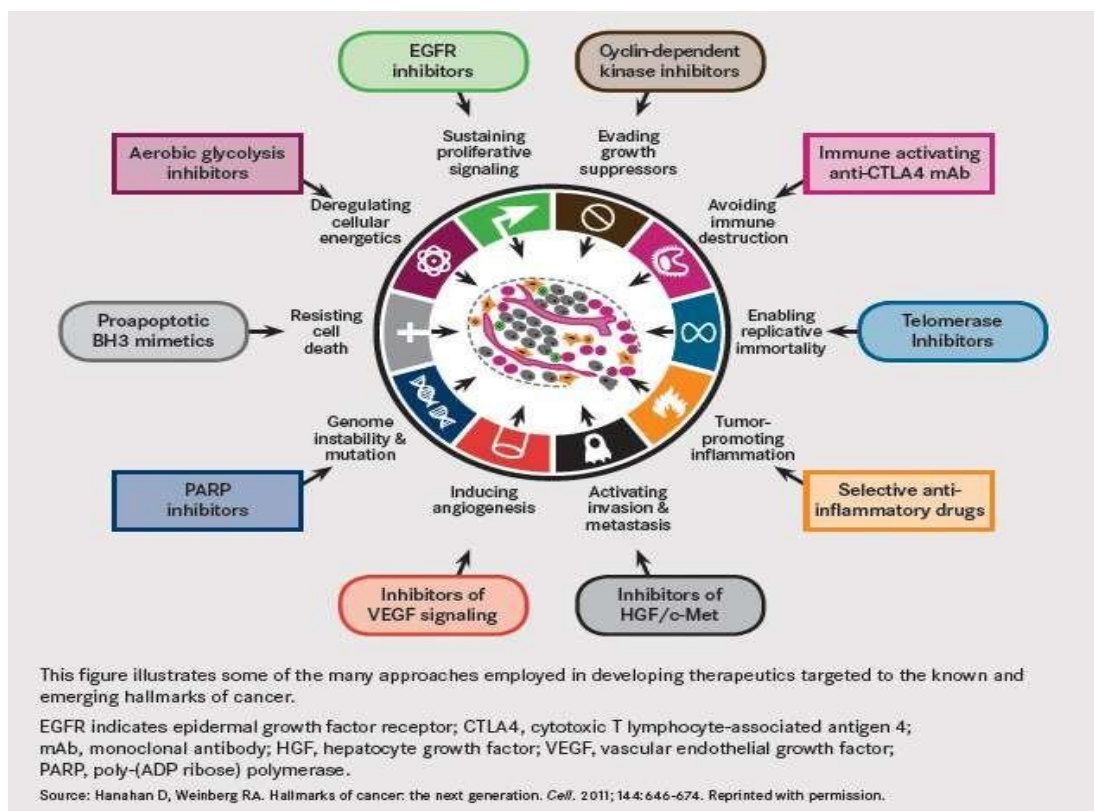 EGFR
inhibitors
Cyclin-dependent
kinase inhibitors
Sustaining
proliferative
signaling
Evading
growth
suppressors
Aerobic glycolysis
inhibitors
Immune activating
anti-CTLA4 mAb
Deregulating
cellular
energetics
Avoiding
immune
destruction
Proapoptotic
BH3 mimetics
Resisting
cell
death
Enabling
replicative
immortality
Telomerase
Inhibitors
Genome
instability &
mutation
Tumor-
promoting
inflammation
PARP
inhibitors
Inducing
angiogenesis
Activating
invasion &
metastasis
Selective anti-
inflammatory drugs
Inhibitors of
VEGF signaling
Inhibitors of
HGF/c-Met
This figure illustrates some of the many approaches employed in developing therapeutics targeted to the known and
emerging hallmarks of cancer.
EGFR indicates epidermal growth factor receptor; CTLA4, cytotoxic T lymphocyte-associated antigen 4;
mAb, monoclonal antibody; HGF, hepatocyte growth factor; VEGF, vascular endothelial growth factor;
PARP, poly-(ADP ribose) polymerase.
Source: Hanahan D, Weinberg RA. Hallmarks of cancer: the next generation. Cell. 2011; 144:646-674. Reprinted with permission.